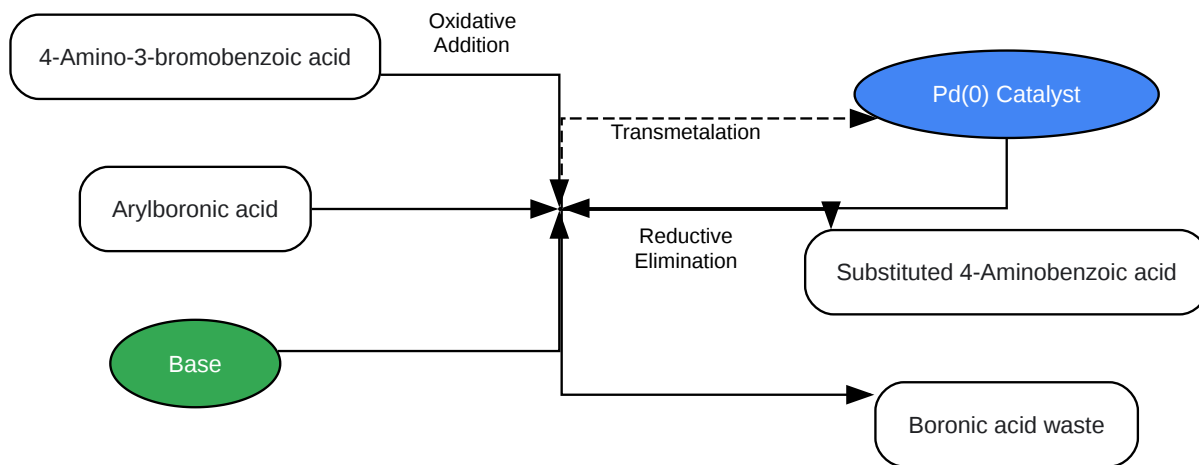 Oxidative
Addition
4-Amino-3-bromobenzoic acid
Pd(0) Catalyst
Transmetalation
Arylboronic acid
Reductive
Elimination
Substituted 4-Aminobenzoic acid
Base
Boronic acid waste